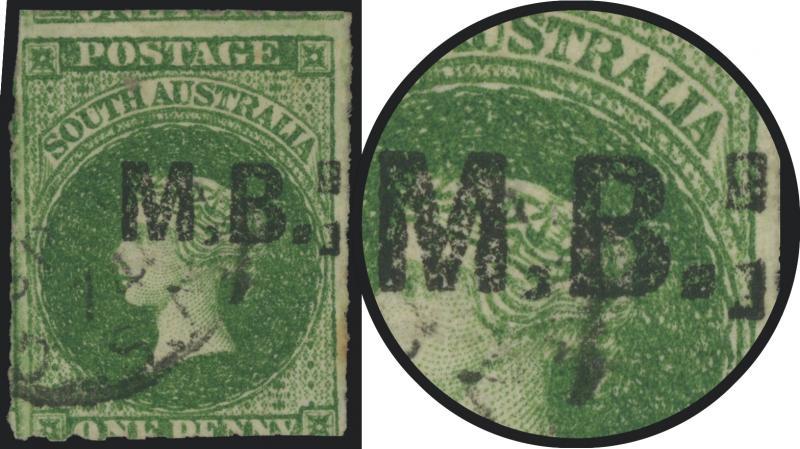 POSTAGE
SOUTH AUSTRALIA
M.B.
ONE PENNY
AUSTRALIA
M.B.